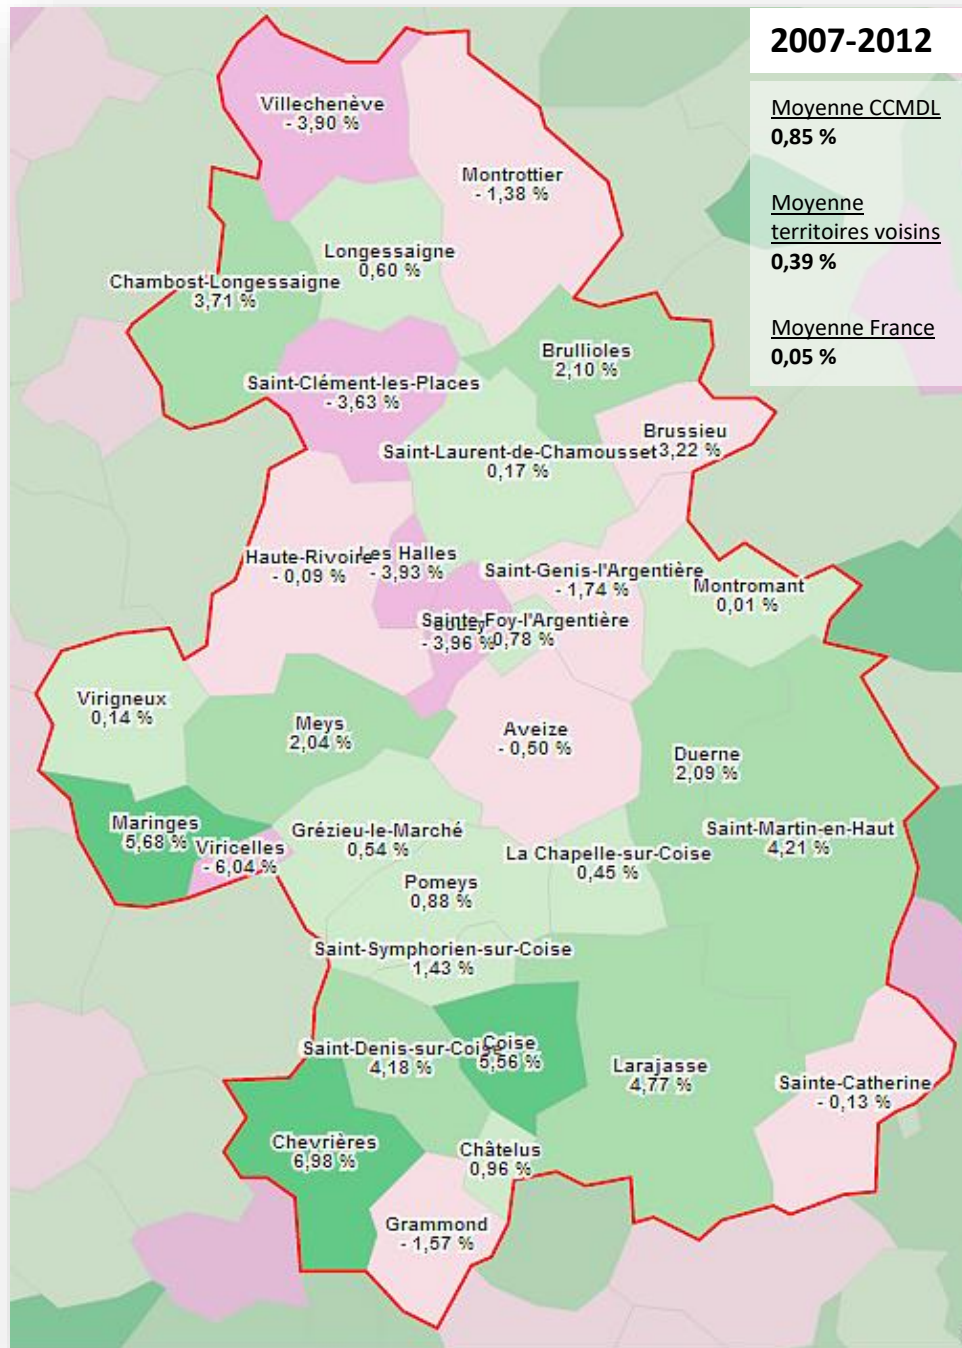 2007-2012
Moyenne CCMDL
0,85 %
Moyenne
territoires voisins
0,39 %
Moyenne France
0,05 %
Villechenève
- 3,90 %
Montrottier
- 1,38 %
Longessaigne
0,60 %
Chambost-Longessaigne
3,71 %
Brullioles
2,10 %
Saint-Clément-les-Places
- 3,63 %
Brussieu
3,22 %
Saint-Laurent-de-Chamousset
0,17 %
Haute-Rivoire
- 0,09 %
Les Halles
- 3,93 %
Saint-Genis-l'Argentière
- 1,74 %
Montromant
0,01 %
Sainte-Foy-l'Argentière
0,78 %
- 3,96 %
Virigneux
0,14 %
Meys
2,04 %
Aveize
- 0,50 %
Duerne
2,09 %
Maringes
5,68 %
Viricelles
- 6,04 %
Grézieu-le-Marché
0,54 %
Saint-Martin-en-Haut
4,21 %
La Chapelle-sur-Coise
0,45 %
Pomeys
0,88 %
Saint-Symphorien-sur-Coise
1,43 %
Saint-Denis-sur-Coise
4,18 %
Coise
5,56 %
Larajasse
4,77 %
Sainte-Catherine
- 0,13 %
Chevrières
6,98 %
Châtelus
0,96 %
Grammond
- 1,57 %